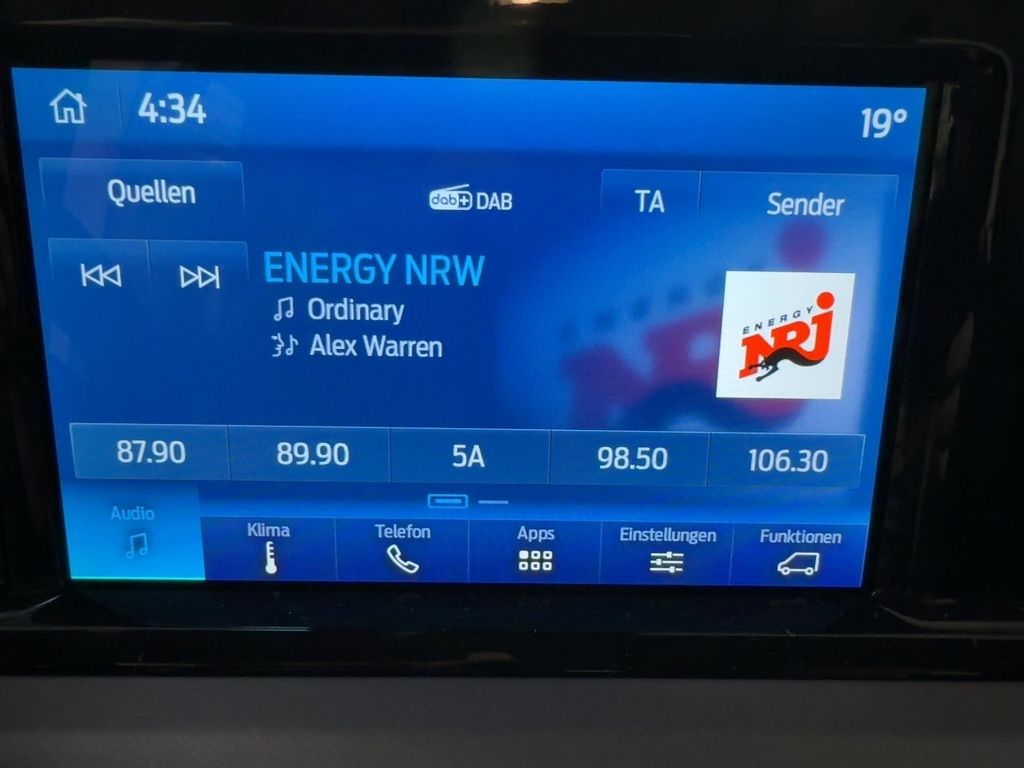 4:34
19°
Quellen
dab+ DAB
TA
Sender
ENERGY NRW
Ordinary
Alex Warren
ENERGY
NRJ
87.90
89.90
5A
98.50
106.30
Audio
Klima
Telefon
Apps
Einstellungen
Funktionen